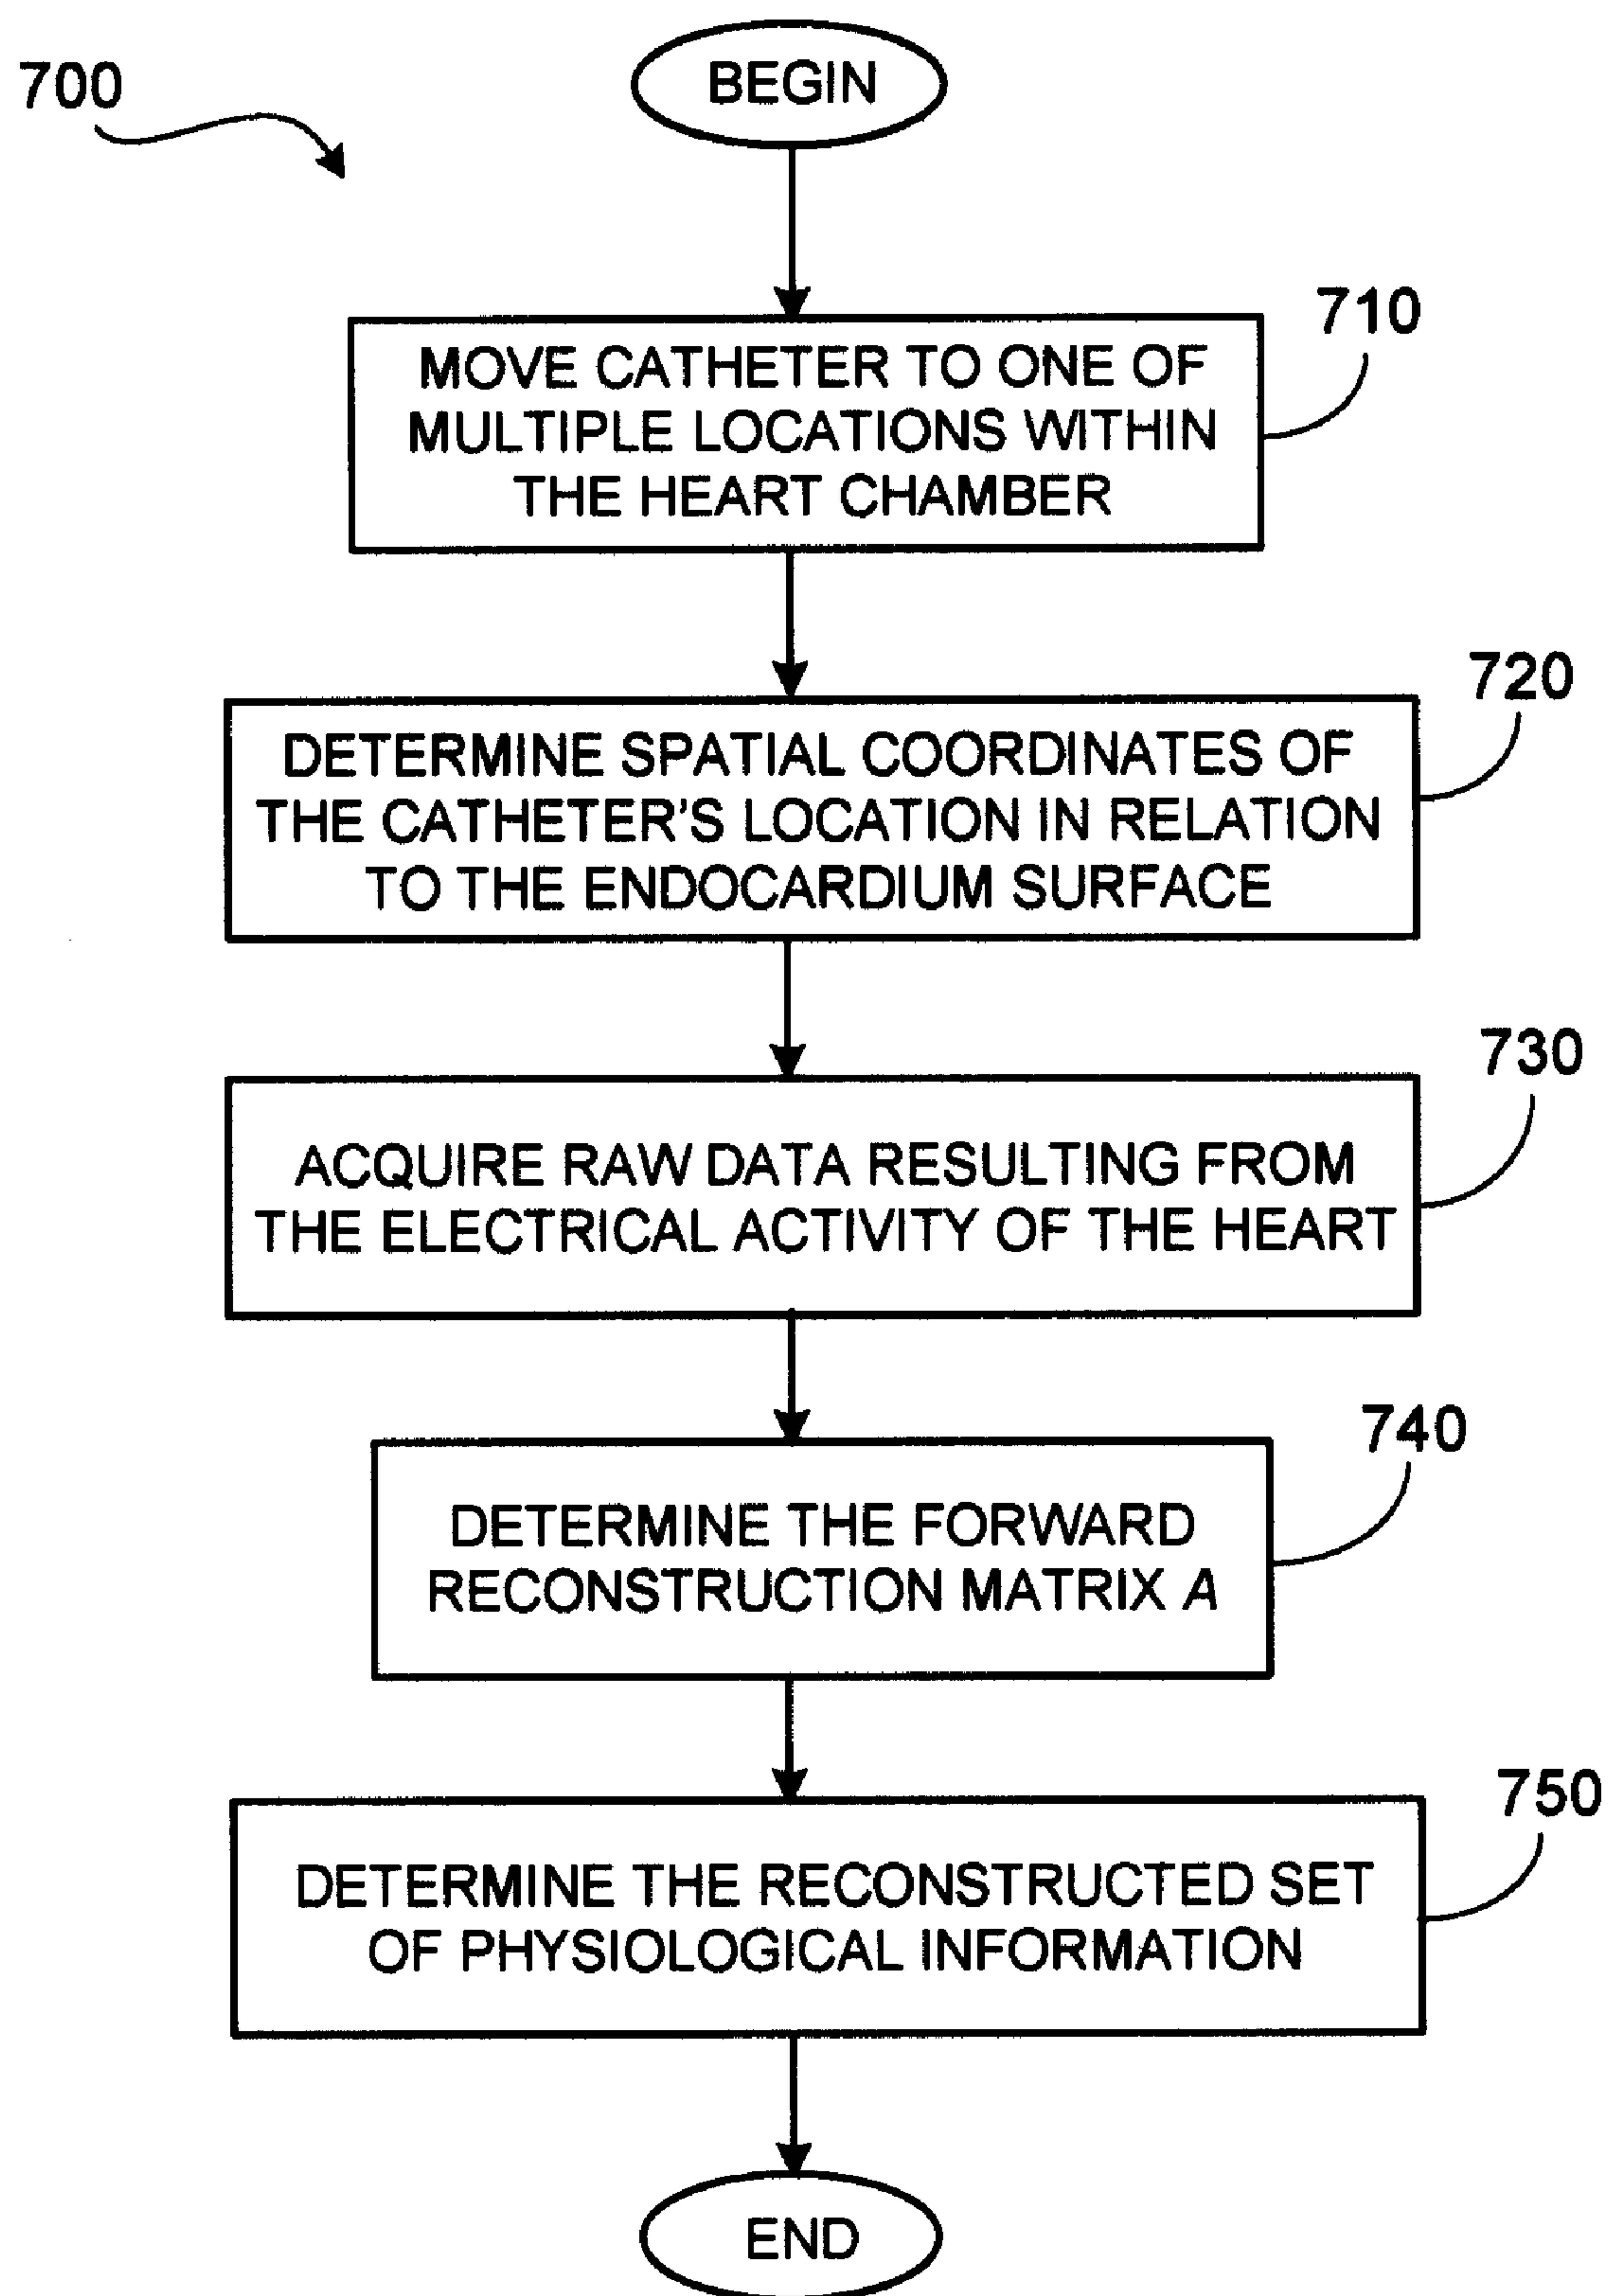 700
BEGIN
710
MOVE CATHETER TO ONE OF
MULTIPLE LOCATIONS WITHIN
THE HEART CHAMBER
720
DETERMINE SPATIAL COORDINATES OF
THE CATHETER'S LOCATION IN RELATION
TO THE ENDOCARDIUM SURFACE
730
ACQUIRE RAW DATA RESULTING FROM
THE ELECTRICAL ACTIVITY OF THE HEART
740
DETERMINE THE FORWARD
RECONSTRUCTION MATRIX A
750
DETERMINE THE RECONSTRUCTED SET
OF PHYSIOLOGICAL INFORMATION
END